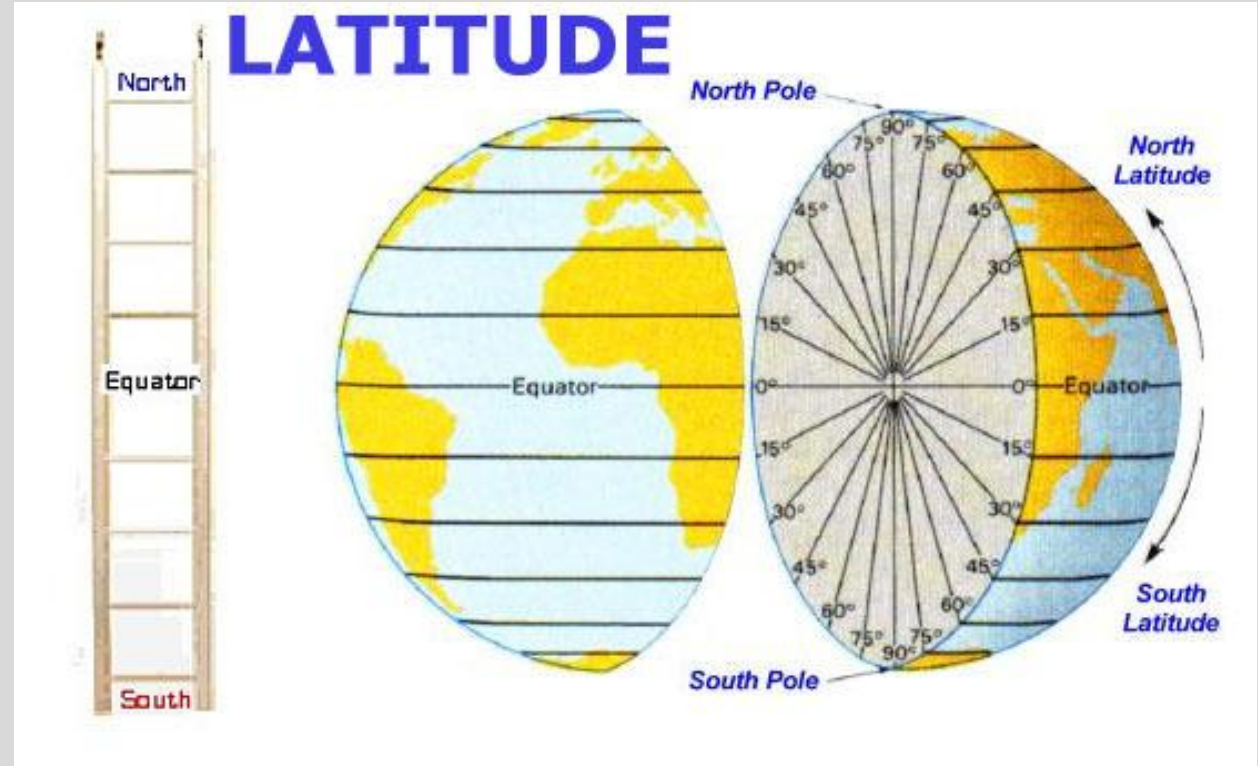 LATITUDE
North
Equator
South
North Pole
North
Latitude
90°
75° 75°
60° 60°
45° 45°
30° 30°
15° 15°
Equator
0° 0°
Equator
15° 15°
30° 30°
45° 45°
60° 60°
75° 75°
90°
South
Latitude
South Pole